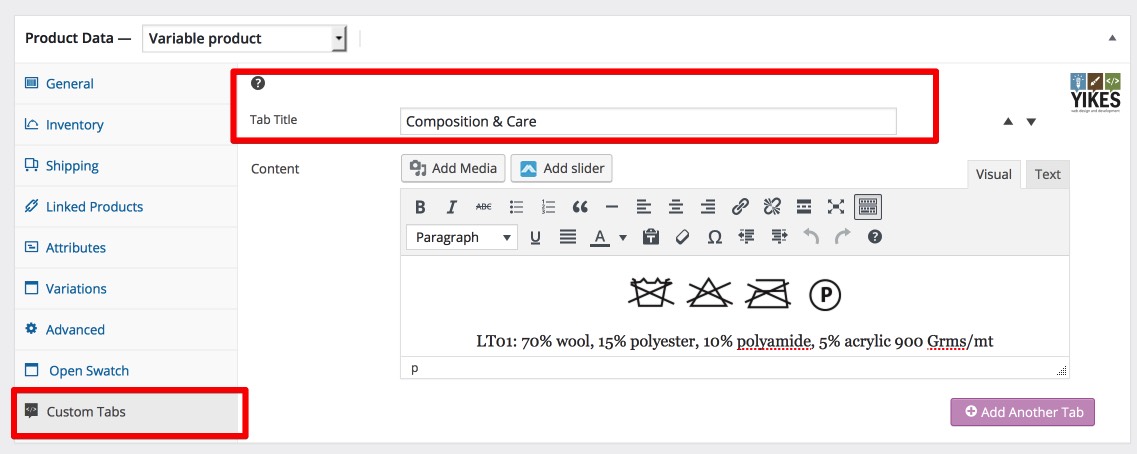 Product Data — Variable product
General
Inventory
Shipping
Linked Products
Attributes
Variations
Advanced
Open Swatch
Custom Tabs
Tab Title Composition & Care
YIKES
web design and development
Content Add Media Add slider
Visual Text
B I ABC
Paragraph U A
P
LT01: 70% wool, 15% polyester, 10% polyamide, 5% acrylic 900 Grms/mt
p
Add Another Tab